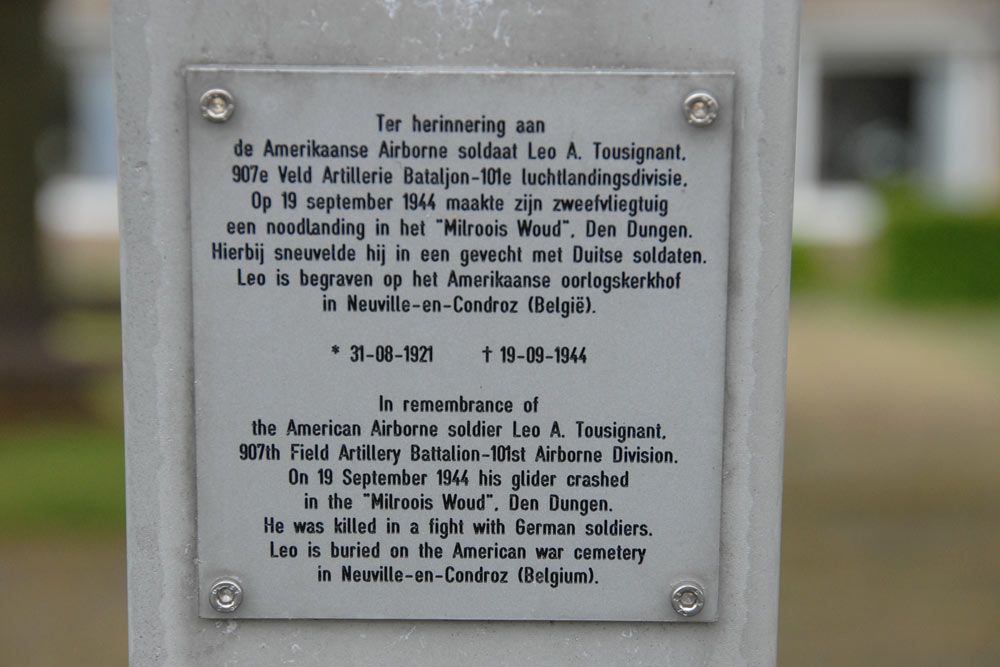 Ter herinnering aan
de Amerikaanse Airborne soldaat Leo A. Tousignant,
907e Veld Artillerie Bataljon-101e luchtlandingsdivisie,
Op 19 september 1944 maakte zijn zweefvliegtuig
een noodlanding in het "Milroois Woud", Den Dungen.
Hierbij sneuvelde hij in een gevecht met Duitse soldaten.
Leo is begraven op het Amerikaanse oorlogskerkhof
in Neuville-en-Condroz (België).
* 31-08-1921 † 19-09-1944
In remembrance of
the American Airborne soldier Leo A. Tousignant,
907th Field Artillery Battalion-101st Airborne Division.
On 19 September 1944 his glider crashed
in the "Milroois Woud", Den Dungen.
He was killed in a fight with German soldiers.
Leo is buried on the American war cemetery
in Neuville-en-Condroz (Belgium).